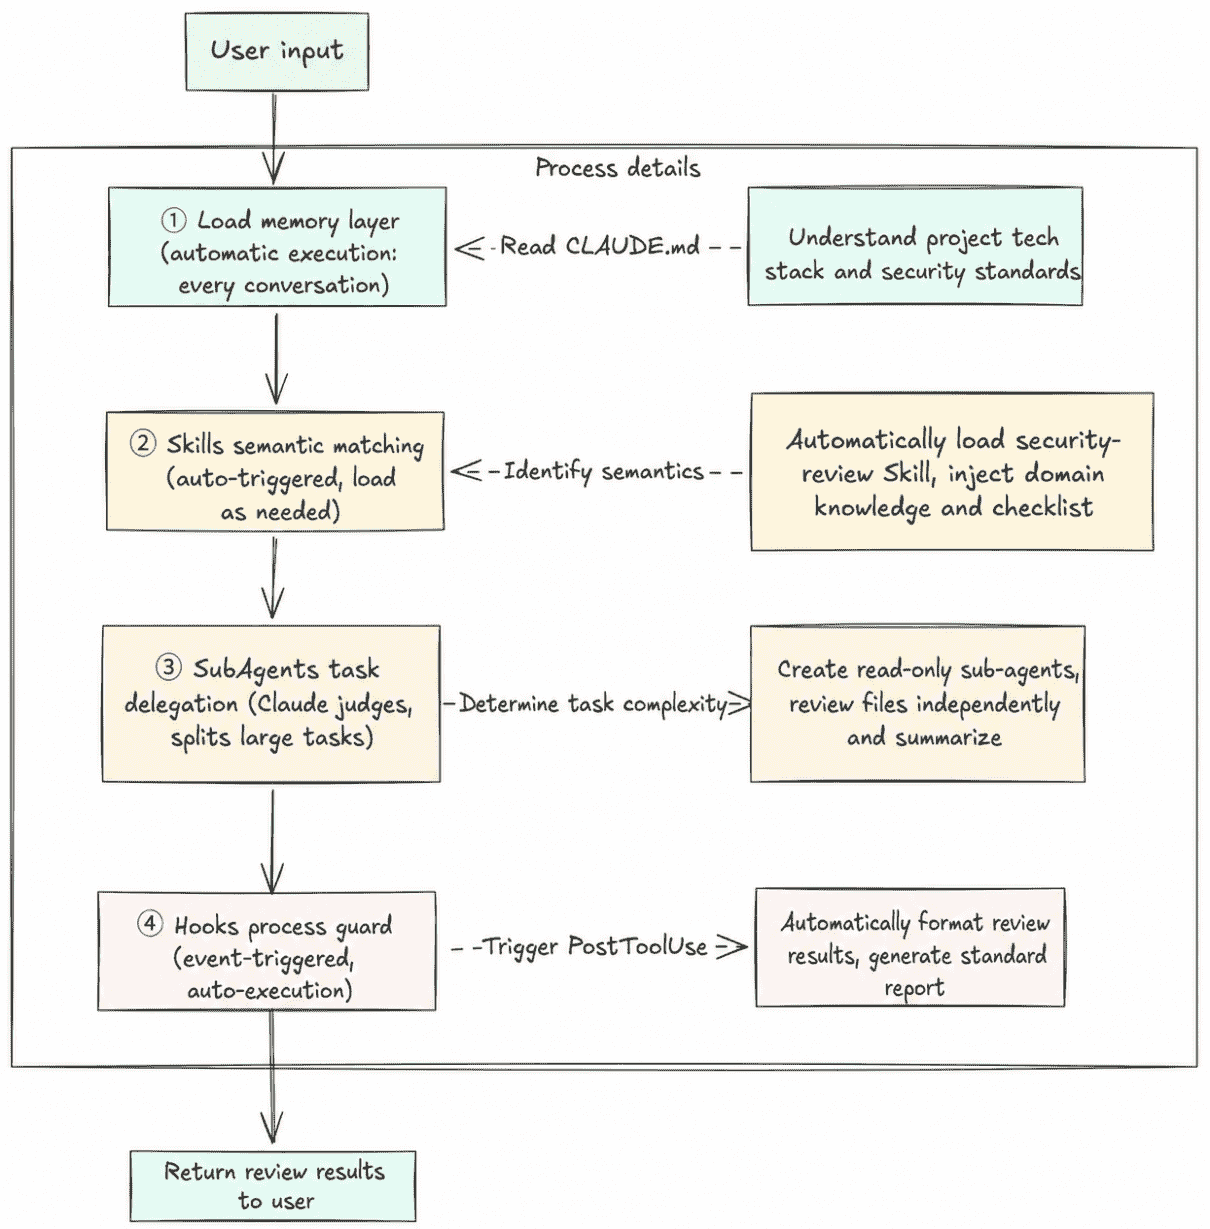 User input
Process details
① Load memory layer
(automatic execution:
every conversation)
Read CLAUDE.md
Understand project tech
stack and security standards
② Skills semantic matching
(auto-triggered, load
as needed)
Identify semantics
Automatically load security-
review Skill, inject domain
knowledge and checklist
③ SubAgents task
delegation (Claude judges,
splits large tasks)
Determine task complexity
Create read-only sub-agents,
review files independently
and summarize
④ Hooks process guard
(event-triggered,
auto-execution)
Trigger PostToolUse
Automatically format review
results, generate standard
report
Return review results
to user